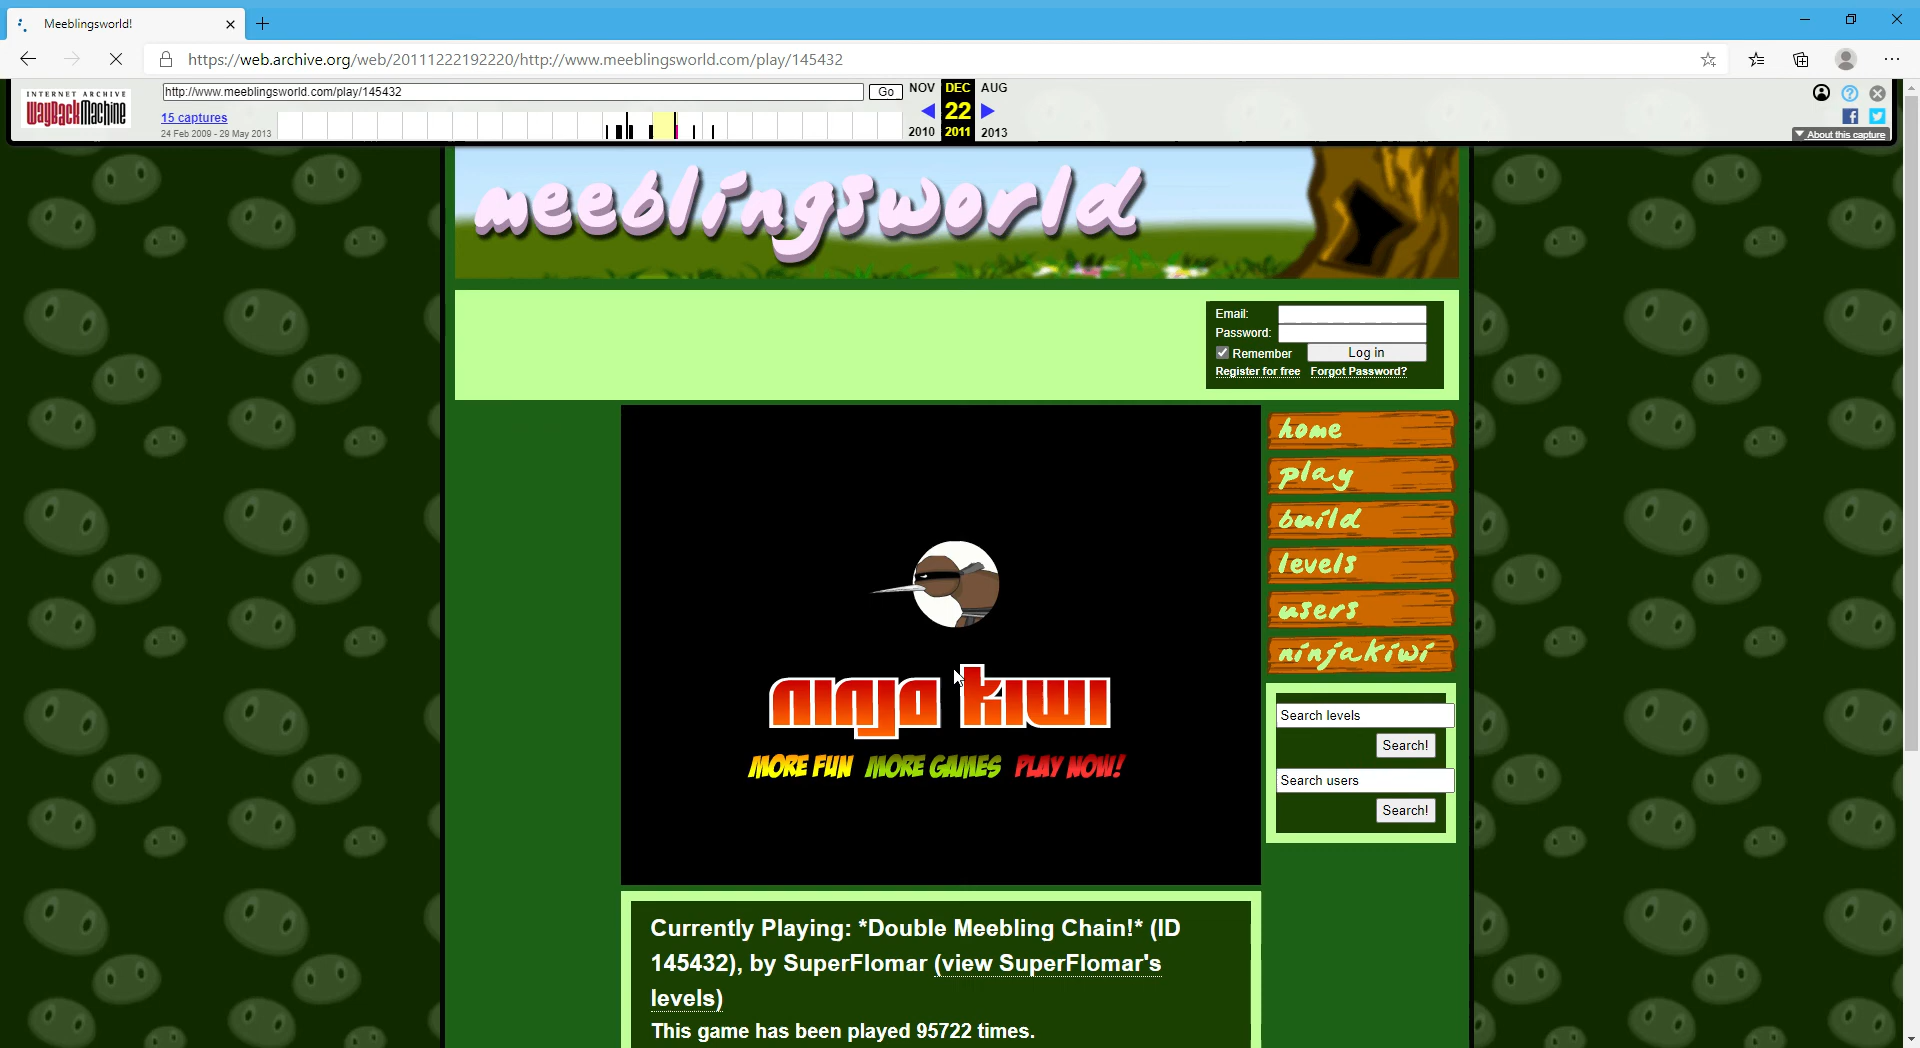 Meeblingsworld!
https://web.archive.org/web/20111222192220/http://www.meeblingsworld.com/play/145432
INTERNET ARCHIVE
WayBackMachine
http://www.meeblingsworld.com/play/145432
Go
NOV DEC AUG
15 captures
22
24 Feb 2009 - 29 May 2013
2010 2011 2013
About this capture
meeblingsworld
Email:
Password:
Remember
Log in
Register for free Forgot Password?
home
play
build
levels
users
ninjakiwi
ninja kiwi
MORE FUN MORE GAMES PLAY NOW!
Search levels
Search!
Search users
Search!
Currently Playing: *Double Meebling Chain!* (ID
145432), by SuperFlomar (view SuperFlomar's
levels)
This game has been played 95722 times.